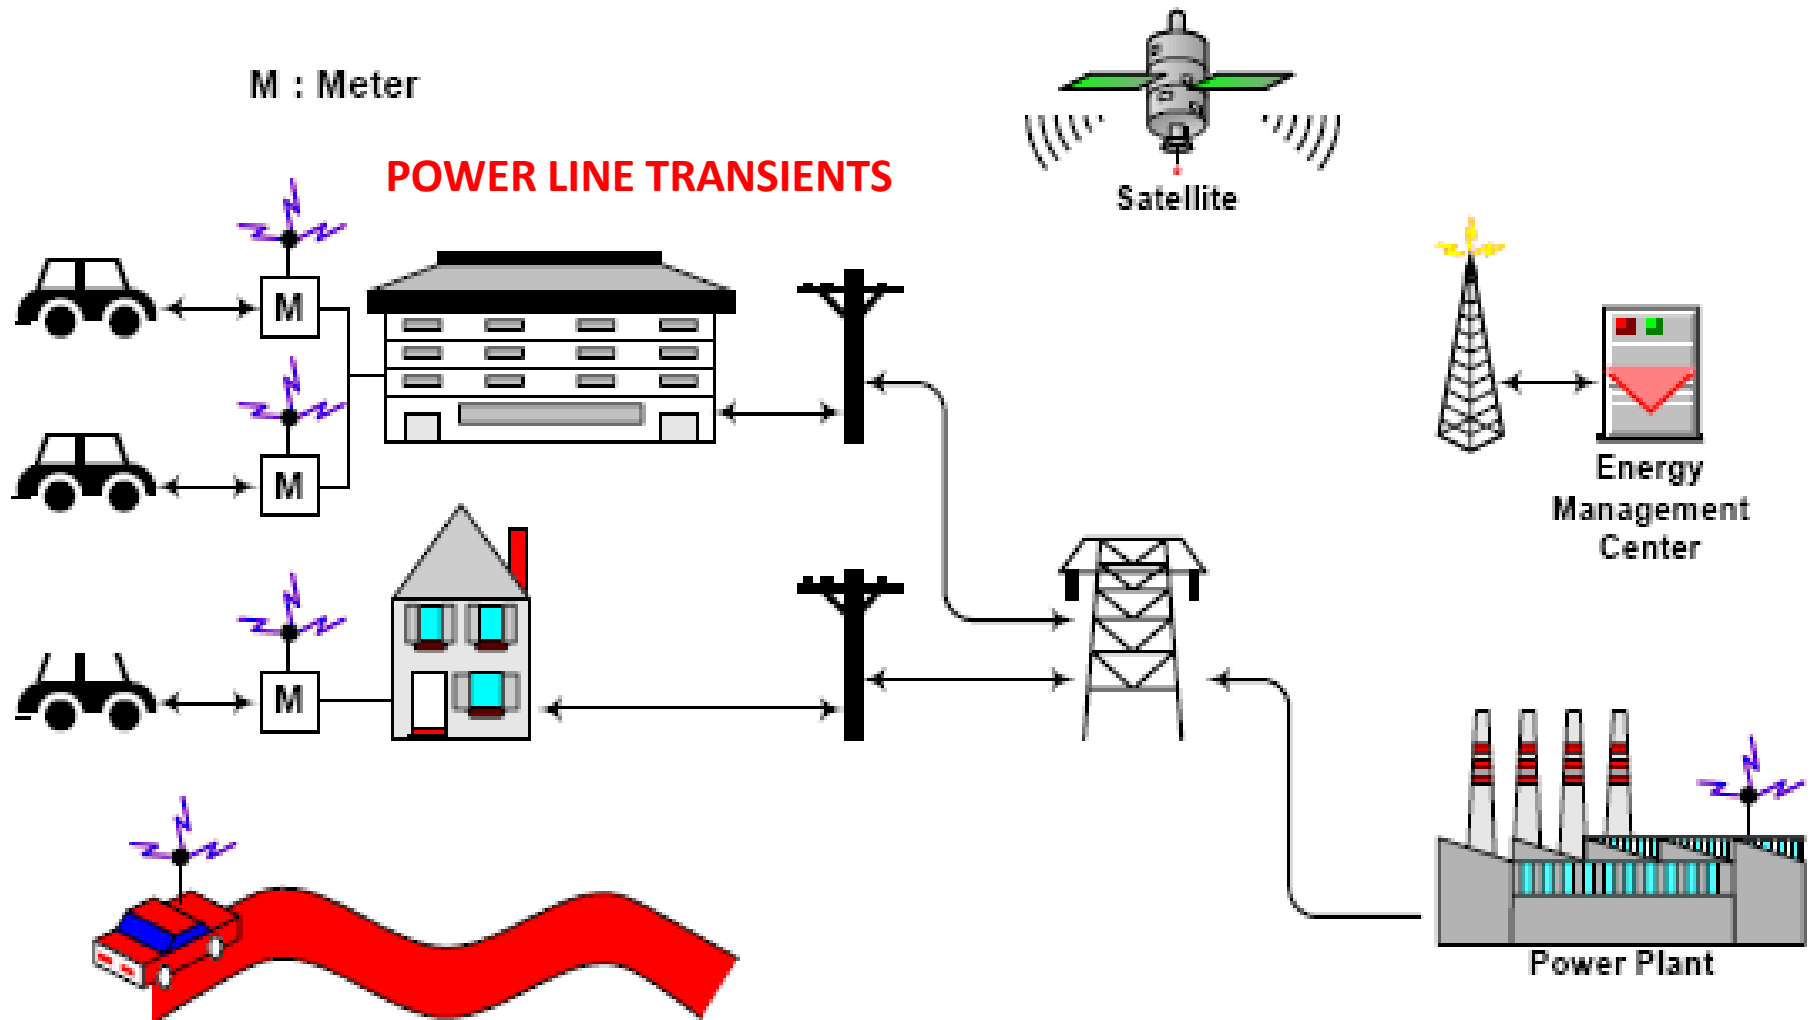 M : Meter
POWER LINE TRANSIENTS
Satellite
M
M
Energy
Management
Center
M
Power Plant